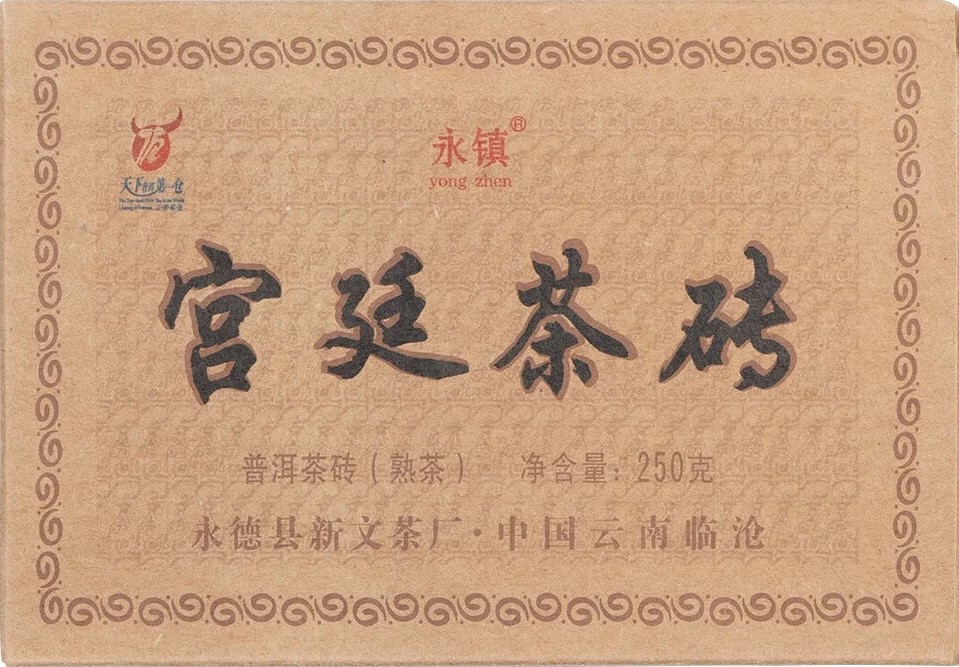 永镇®
yong zhen
天下普洱第一仓
宫廷茶砖
普洱茶砖（熟茶） 净含量：250克
永德县新文茶厂·中国云南临沧